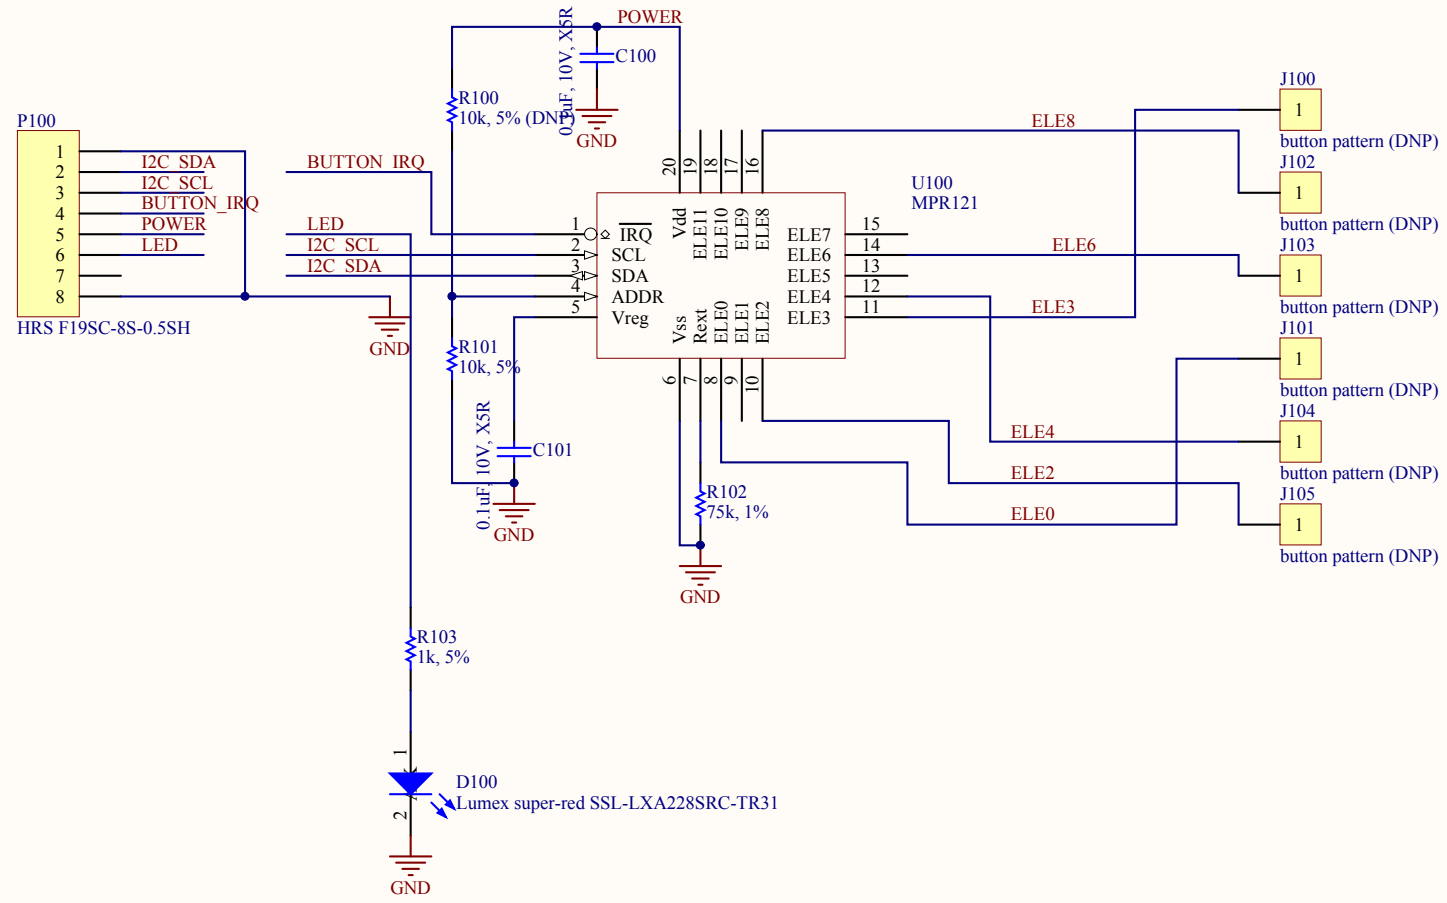 POWER
C100
0.1uF, 10V, X5R
GND
R100
10k, 5% (DNP)
P100
1
2
3
4
5
6
7
8
I2C_SDA
I2C_SCL
BUTTON_IRQ
POWER
LED
HRS F19SC-8S-0.5SH
GND
BUTTON_IRQ
LED
I2C_SCL
I2C_SDA
U100
MPR121
20
19
18
17
16
Vdd
ELE11
ELE10
ELE9
ELE8
1
2
3
4
5
IRQ
SCL
SDA
ADDR
Vreg
ELE7
ELE6
ELE5
ELE4
ELE3
15
14
13
12
11
Vss
Rext
ELE0
ELE1
ELE2
6
7
8
9
10
R101
10k, 5%
C101
0.1uF, 10V, X5R
GND
R102
75k, 1%
GND
R103
1k, 5%
1
2
D100
Lumex super-red SSL-LXA228SRC-TR31
GND
ELE8
ELE6
ELE3
ELE4
ELE2
ELE0
J100
1
button pattern (DNP)
J102
1
button pattern (DNP)
J103
1
button pattern (DNP)
J101
1
button pattern (DNP)
J104
1
button pattern (DNP)
J105
1
button pattern (DNP)